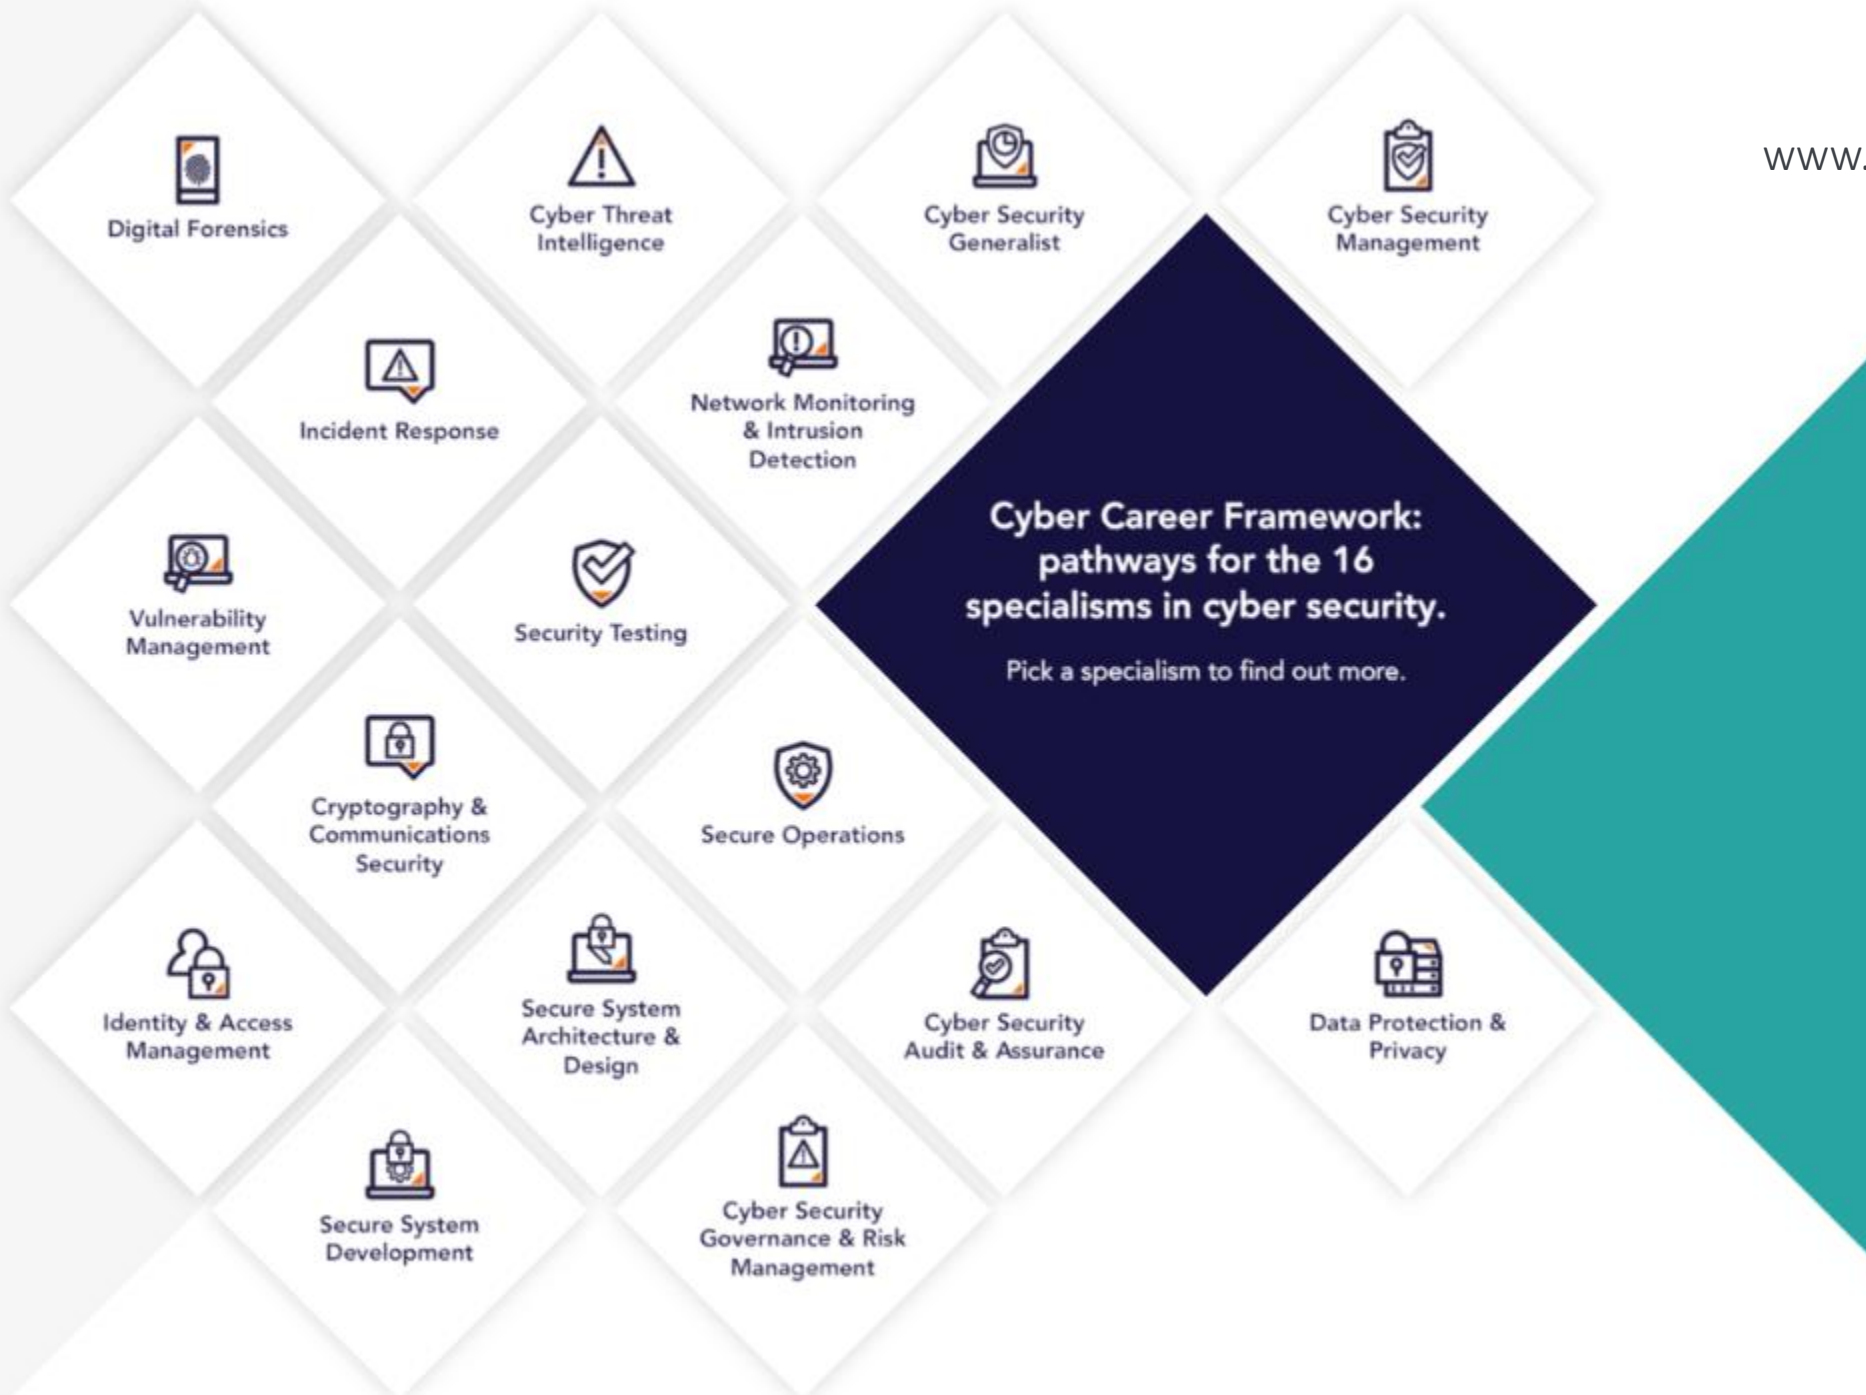 www.
Digital Forensics
Cyber Threat
Intelligence
Cyber Security
Generalist
Cyber Security
Management
Incident Response
Network Monitoring
& Intrusion
Detection
Cyber Career Framework:
pathways for the 16
specialisms in cyber security.
Pick a specialism to find out more.
Vulnerability
Management
Security Testing
Cryptography &
Communications
Security
Secure Operations
Identity & Access
Management
Secure System
Architecture &
Design
Cyber Security
Audit & Assurance
Data Protection &
Privacy
Secure System
Development
Cyber Security
Governance & Risk
Management